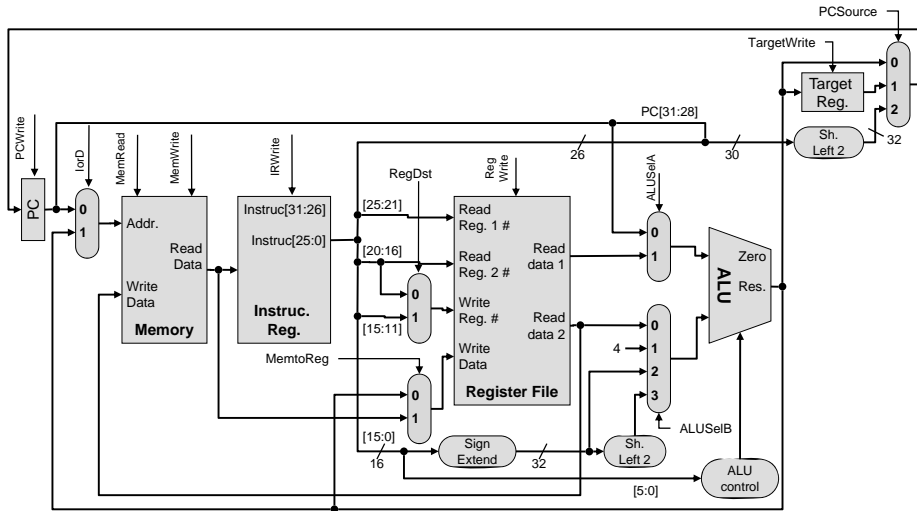 PCSource
TargetWrite
0
1
2
Target
Reg.
PC[31:28]
PCWrite
IorD
MemRead
MemWrite
IRWrite
RegDst
Reg
Write
ALUSelA
26
30
Sh.
Left 2
32
PC
0
1
Addr.
Read
Data
Write
Data
Memory
Instruc[31:26]
Instruc[25:0]
Instruc.
Reg.
[25:21]
[20:16]
[15:11]
0
1
Read
Reg. 1 #
Read
Reg. 2 #
Write
Reg. #
Write
Data
Read
data 1
Read
data 2
Register File
0
1
4
0
1
2
3
ALU
Zero
Res.
MemtoReg
0
1
ALUSelB
[15:0]
16
Sign
Extend
32
Sh.
Left 2
ALU
control
[5:0]